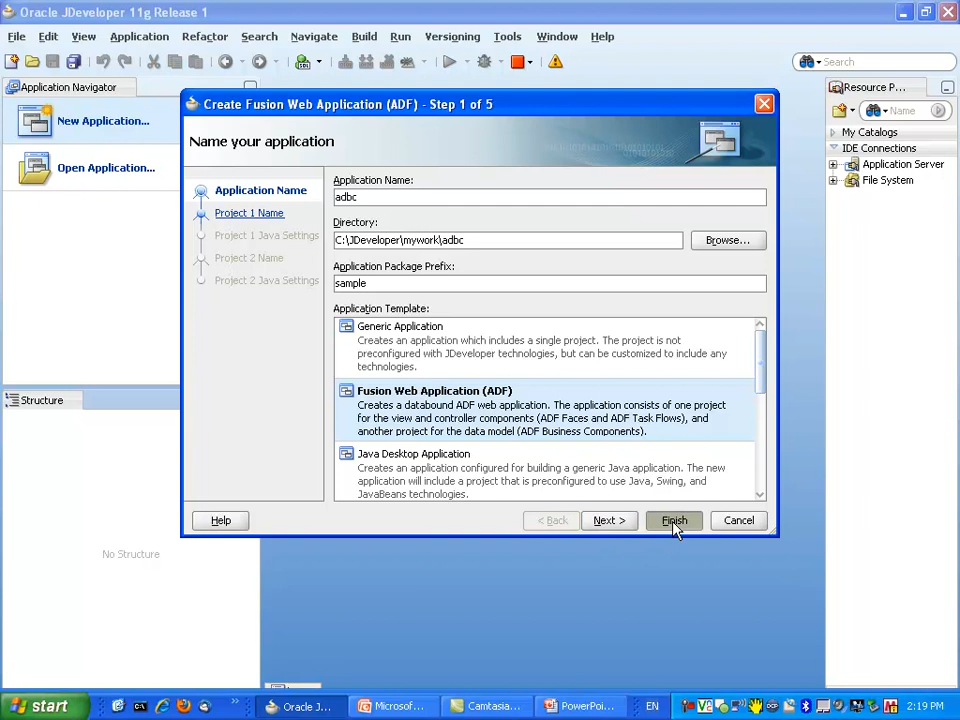 Oracle JDeveloper 11g Release 1
File Edit View Application Refactor Search Navigate Build Run Versioning Tools Window Help
Search
Application Navigator
New Application...
Open Application...
Structure
No Structure
Create Fusion Web Application (ADF) - Step 1 of 5
Name your application
Application Name
Project 1 Name
Project 1 Java Settings
Project 2 Name
Project 2 Java Settings
Application Name:
adbc
Directory:
C:\JDeveloper\mywork\adbc
Browse...
Application Package Prefix:
sample
Application Template:
Generic Application
Creates an application which includes a single project. The project is not
preconfigured with JDeveloper technologies, but can be customized to include any
technologies.
Fusion Web Application (ADF)
Creates a databound ADF web application. The application consists of one project
for the view and controller components (ADF Faces and ADF Task Flows), and
another project for the data model (ADF Business Components).
Java Desktop Application
Creates an application configured for building a generic Java application. The new
application will include a project that is preconfigured to use Java, Swing, and
JavaBeans technologies.
Help < Back Next > Finish Cancel
Resource P...
Name
My Catalogs
IDE Connections
Application Server
File System
start
Oracle J... Microsof... Camtasia... PowerPoi... EN 2:19 PM